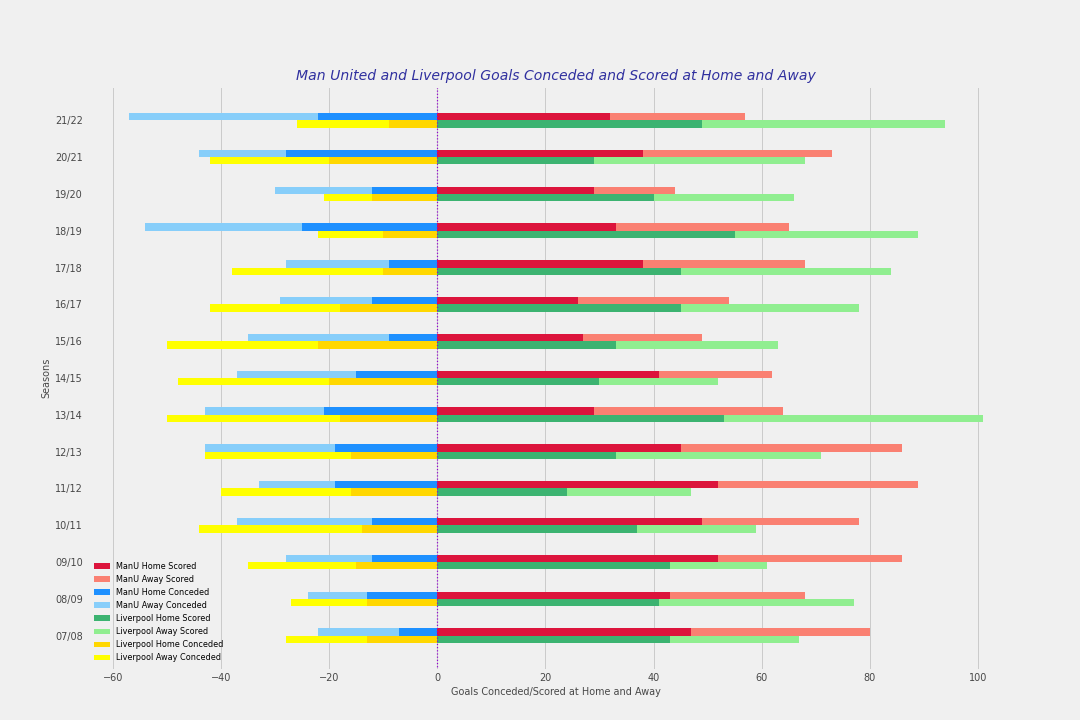 Man United and Liverpool Goals Conceded and Scored at Home and Away
21/22
20/21
19/20
18/19
17/18
16/17
15/16
14/15
13/14
12/13
11/12
10/11
09/10
08/09
07/08
Seasons
ManU Home Scored
ManU Away Scored
ManU Home Conceded
ManU Away Conceded
Liverpool Home Scored
Liverpool Away Scored
Liverpool Home Conceded
Liverpool Away Conceded
−60 −40 −20 0 20 40 60 80 100
Goals Conceded/Scored at Home and Away